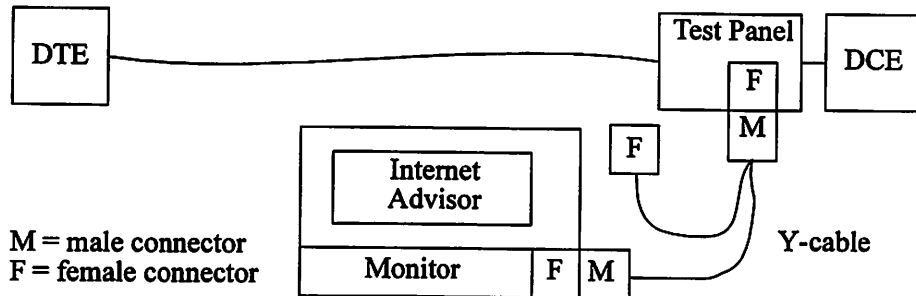 DTE
Test Panel
DCE
F
M
F
Internet
Advisor
M = male connector
F = female connector
Monitor
F
M
Y-cable